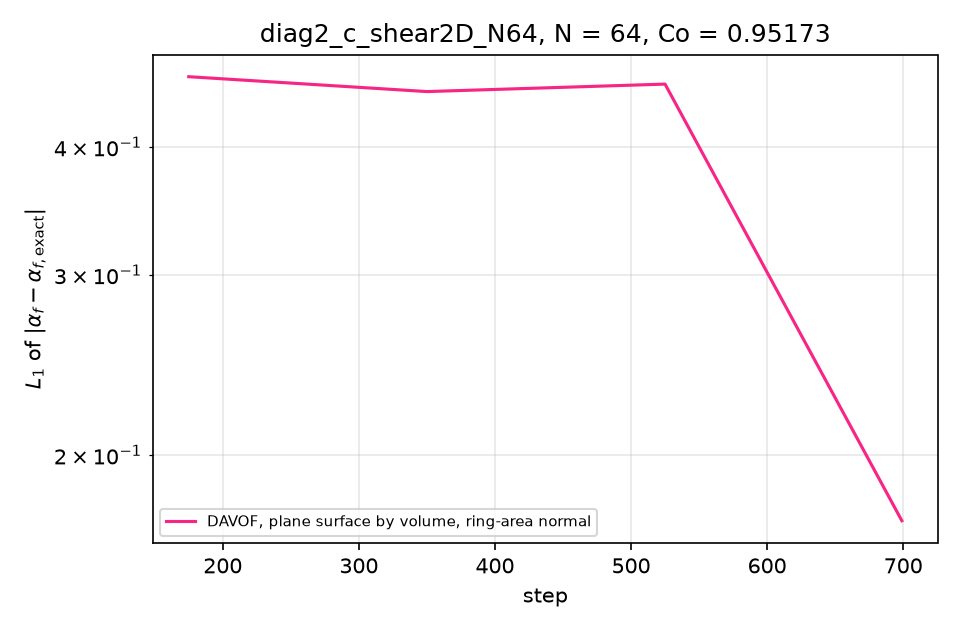 diag2_c_shear2D_N64, N = 64, Co = 0.95173
L₁ of |α_f − α_{f,exact}|
4 × 10⁻¹
3 × 10⁻¹
2 × 10⁻¹
DAVOF, plane surface by volume, ring-area normal
200 300 400 500 600 700
step